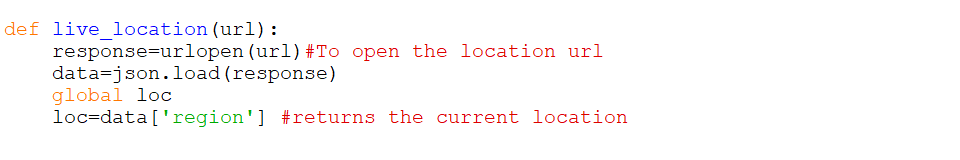 def live_location(url):
    response=urlopen(url)#To open the location url
    data=json.load(response)
    global loc
    loc=data['region'] #returns the current location